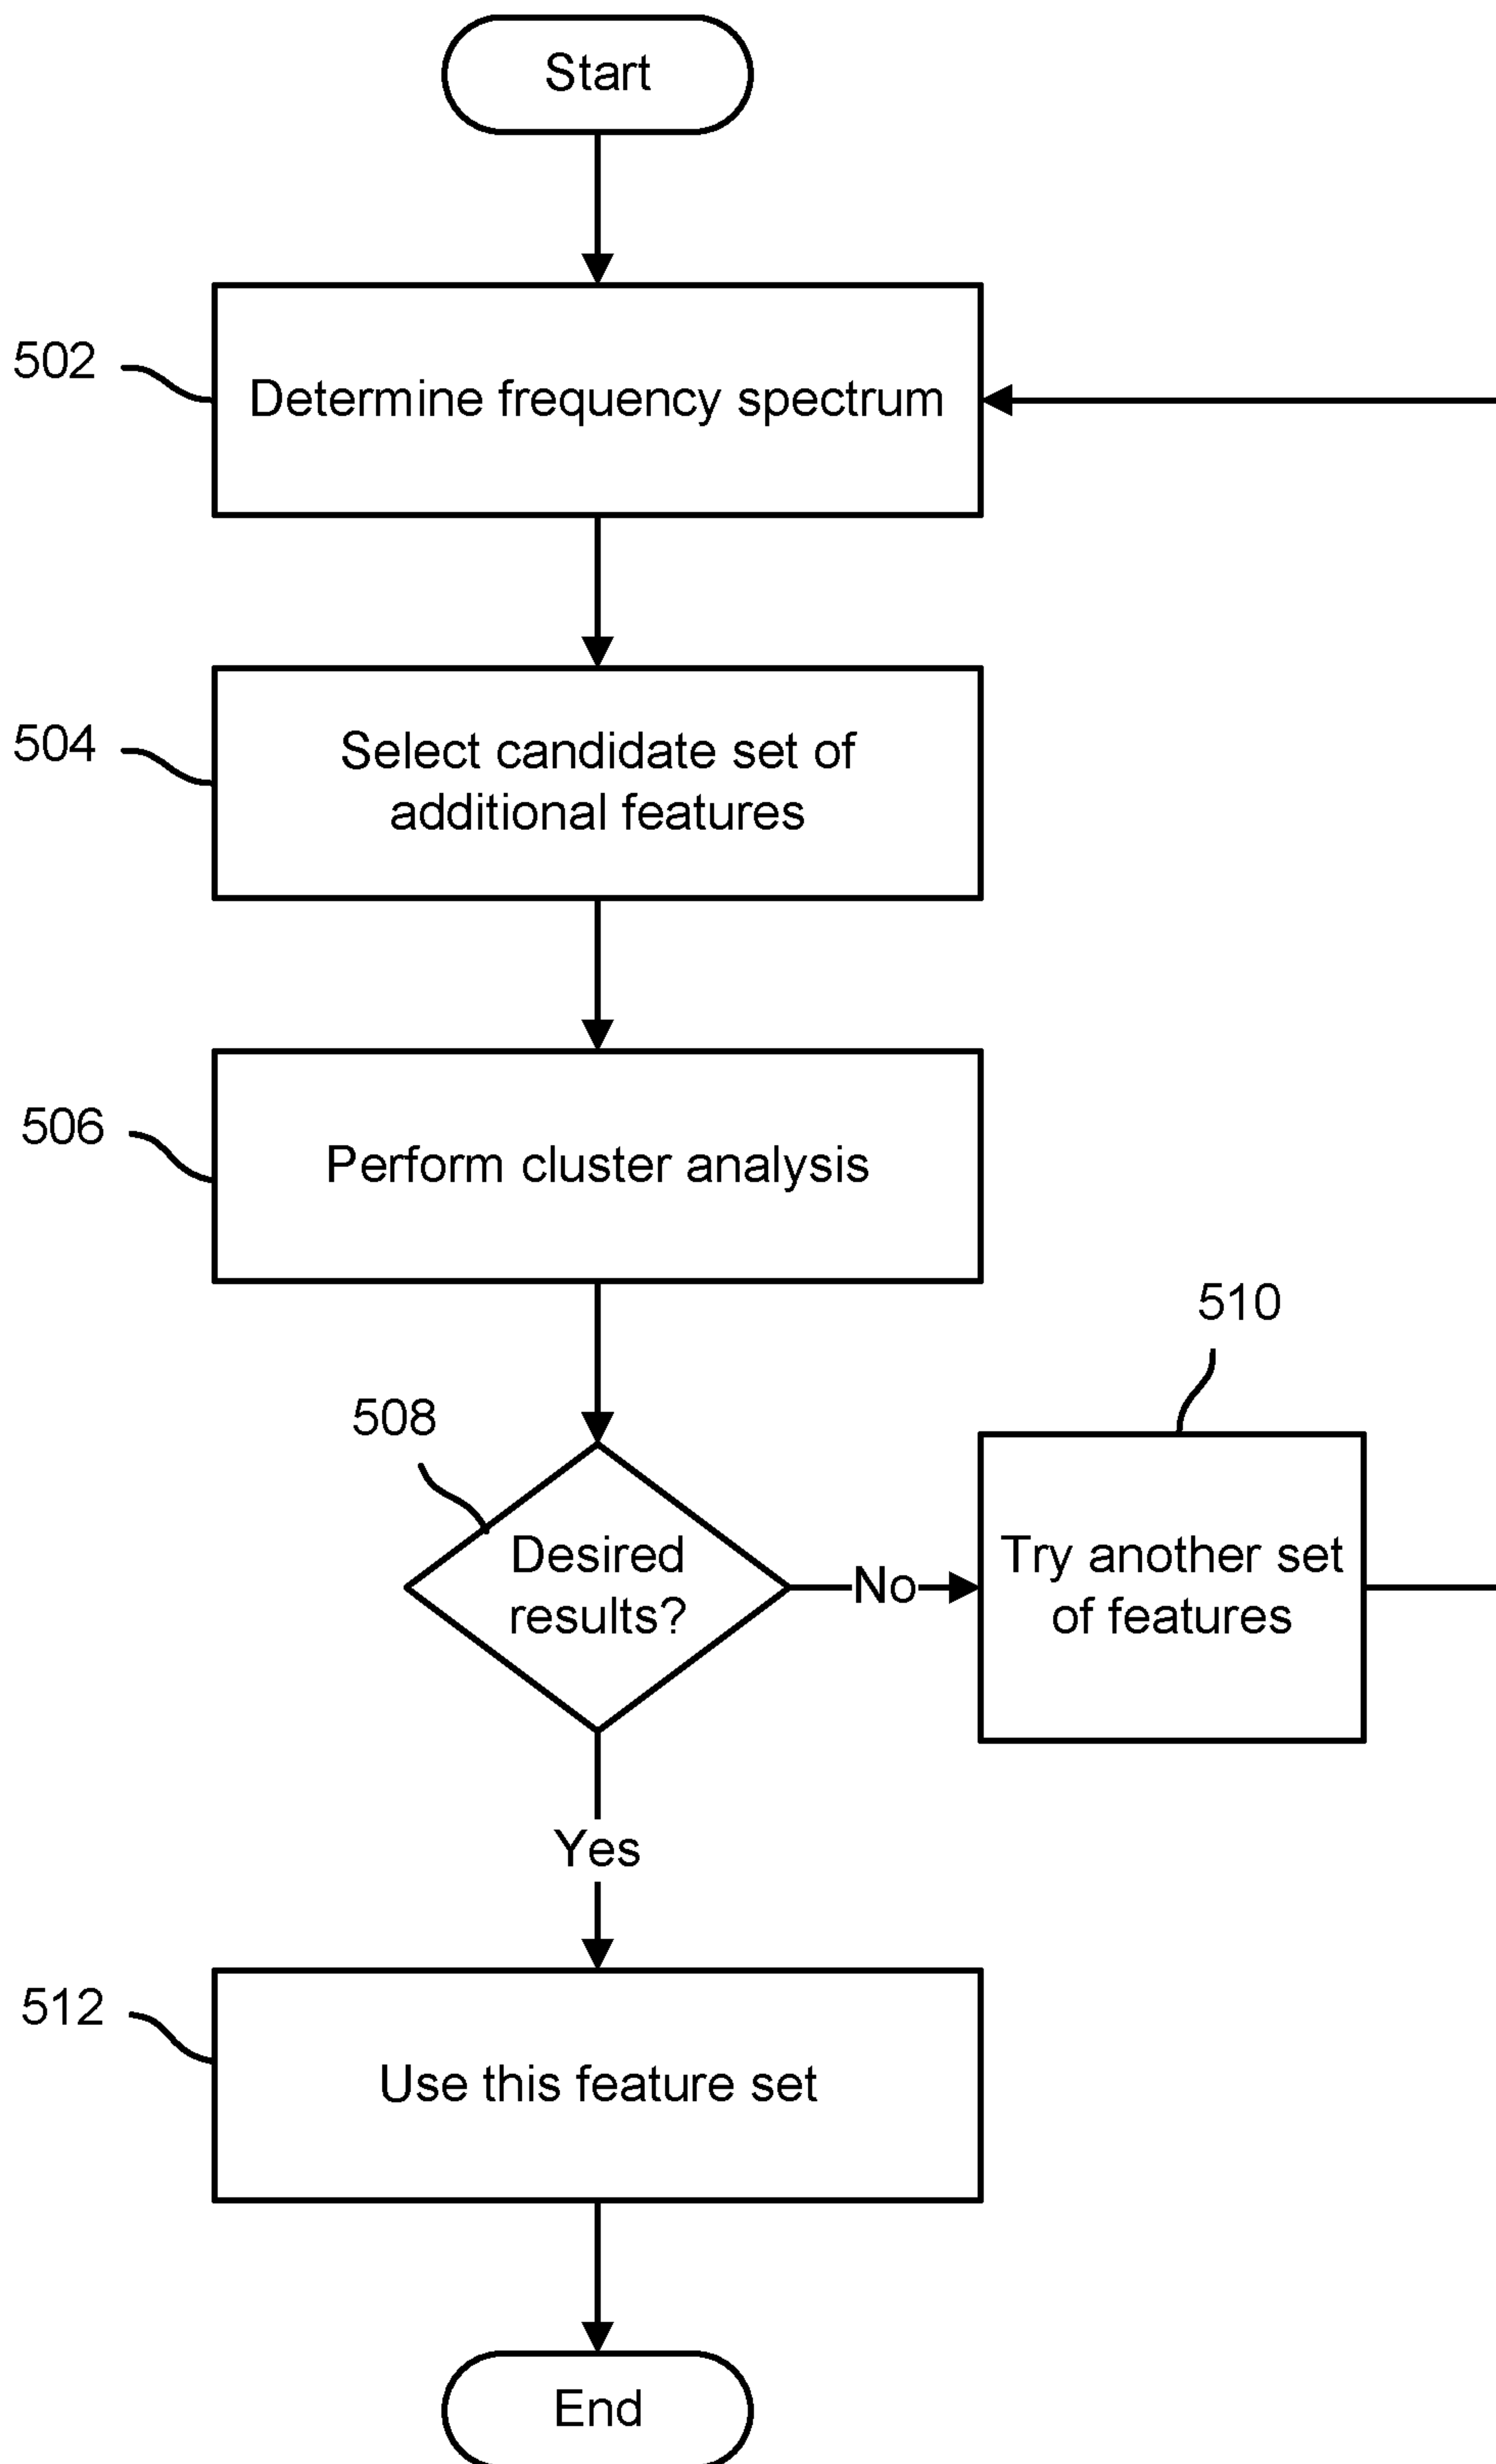 Start
502
Determine frequency spectrum
504
Select candidate set of
additional features
506
Perform cluster analysis
508
Desired
results?
No
510
Try another set
of features
Yes
512
Use this feature set
End